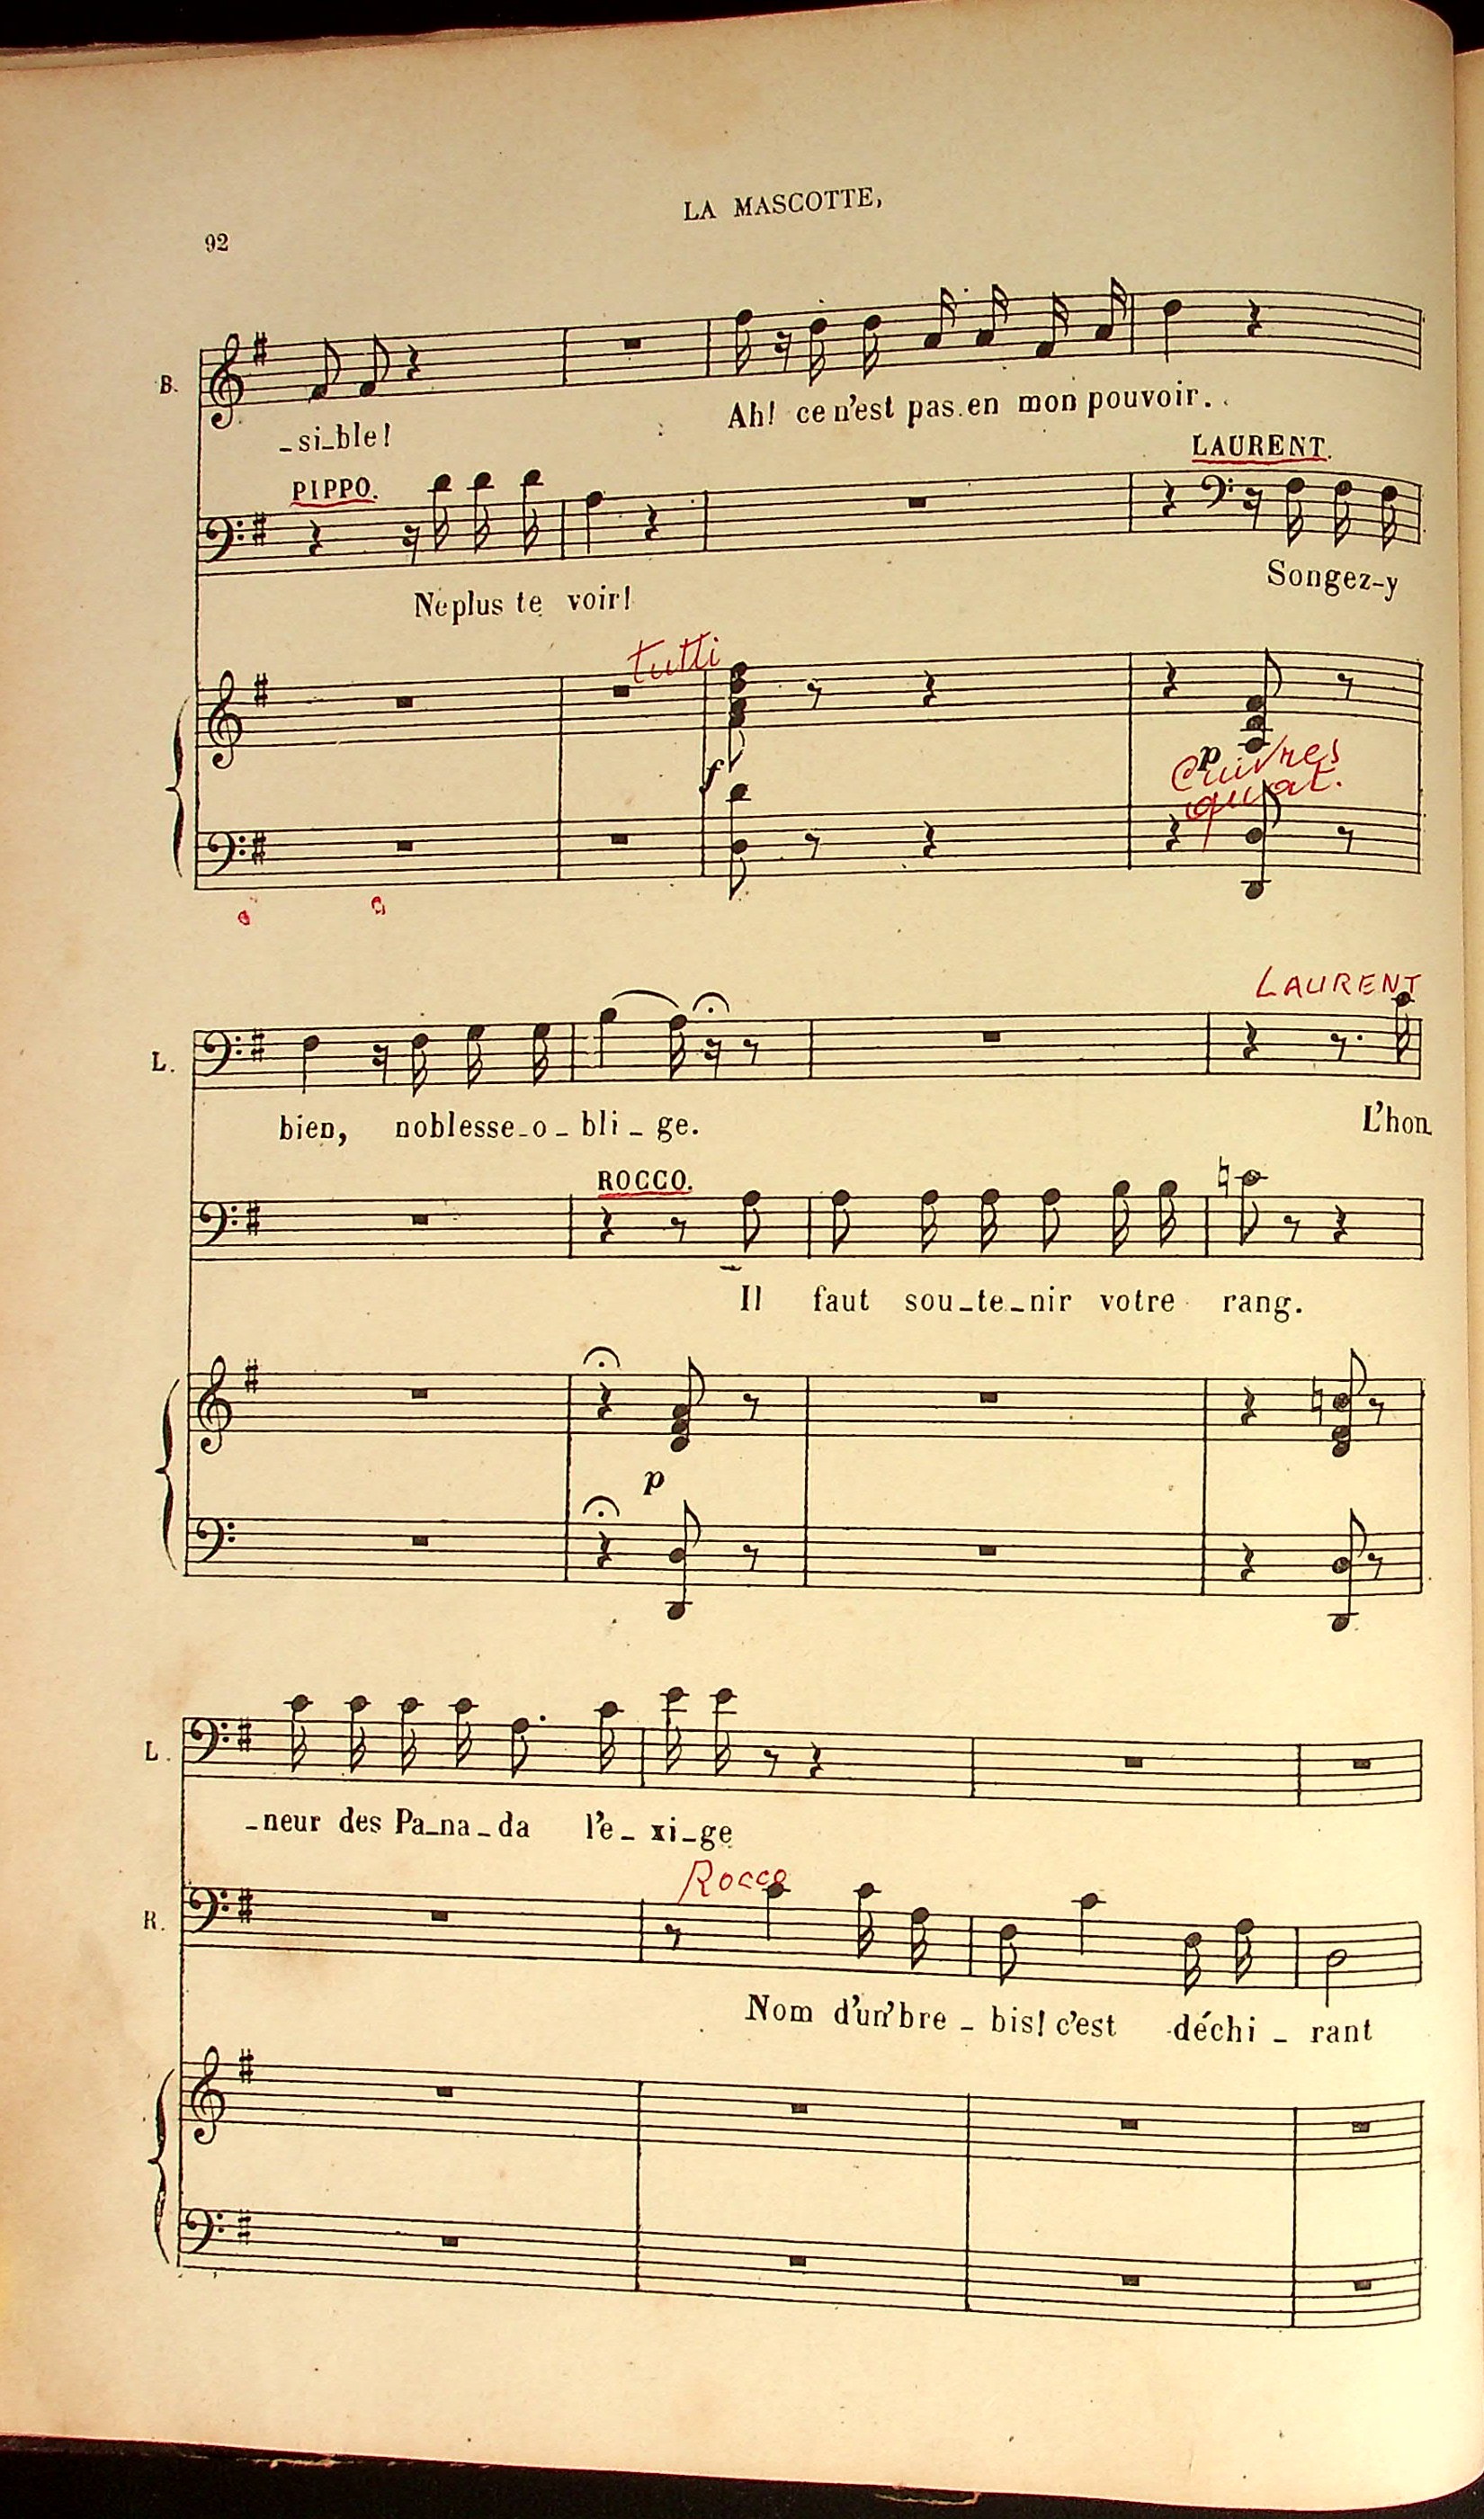 LA MASCOTTE,
92
B.
_si_ble!
Ah! ce n'est pas en mon pouvoir.
LAURENT.
PIPPO.
Ne plus te voir!
Songez-y
tutti
f
p
Cuivres
quat.
LAURENT
L.
bien, noblesse_o_bli_ge.
L'hon
ROCCO.
Il faut sou_te_nir votre rang.
p
L.
_neur des Pa_na_da l'e_xi_ge
Rocco
R.
Nom d'un' bre_bis! c'est déchi_rant